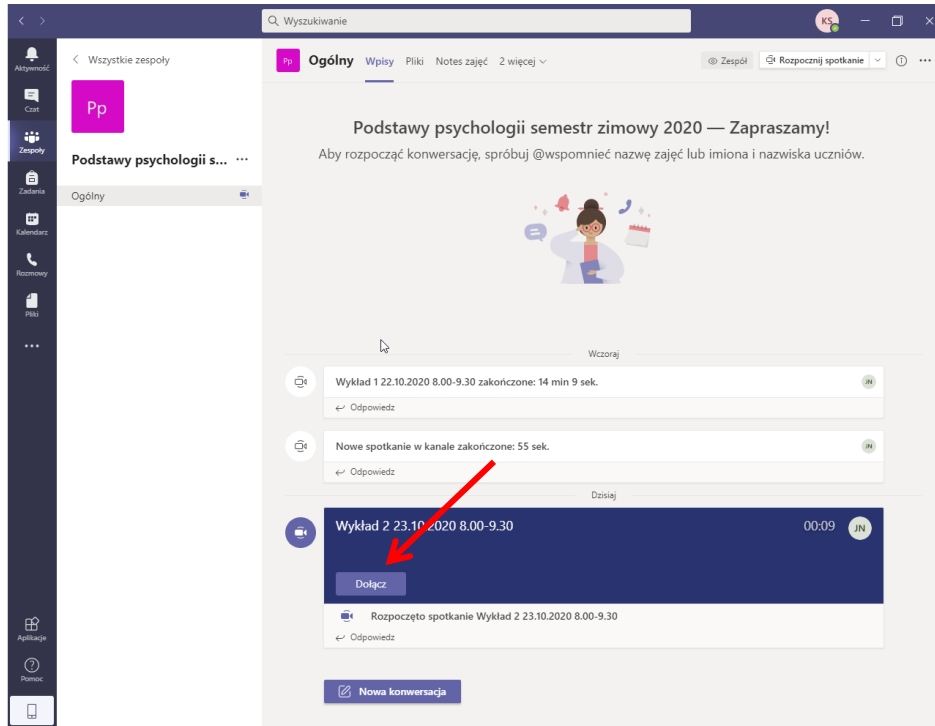 Wyszukiwanie
KS
Aktywność
Czat
Zespoły
Zadania
Kalendarz
Rozmowy
Pliki
Aplikacje
Pomoc
Wszystkie zespoły
Pp
Podstawy psychologii s... ...
Ogólny
Pp Ogólny Wpisy Pliki Notes zajęć 2 więcej Zespół Rozpocznij spotkanie
Podstawy psychologii semestr zimowy 2020 — Zapraszamy!
Aby rozpocząć konwersację, spróbuj @wspomnieć nazwę zajęć lub imiona i nazwiska uczniów.
Wczoraj
Wykład 1 22.10.2020 8.00-9.30 zakończone: 14 min 9 sek. JN
Odpowiedz
Nowe spotkanie w kanale zakończone: 55 sek. JN
Odpowiedz
Dzisiaj
Wykład 2 23.10.2020 8.00-9.30 00:09 JN
Dołącz
Rozpoczęto spotkanie Wykład 2 23.10.2020 8.00-9.30
Odpowiedz
Nowa konwersacja